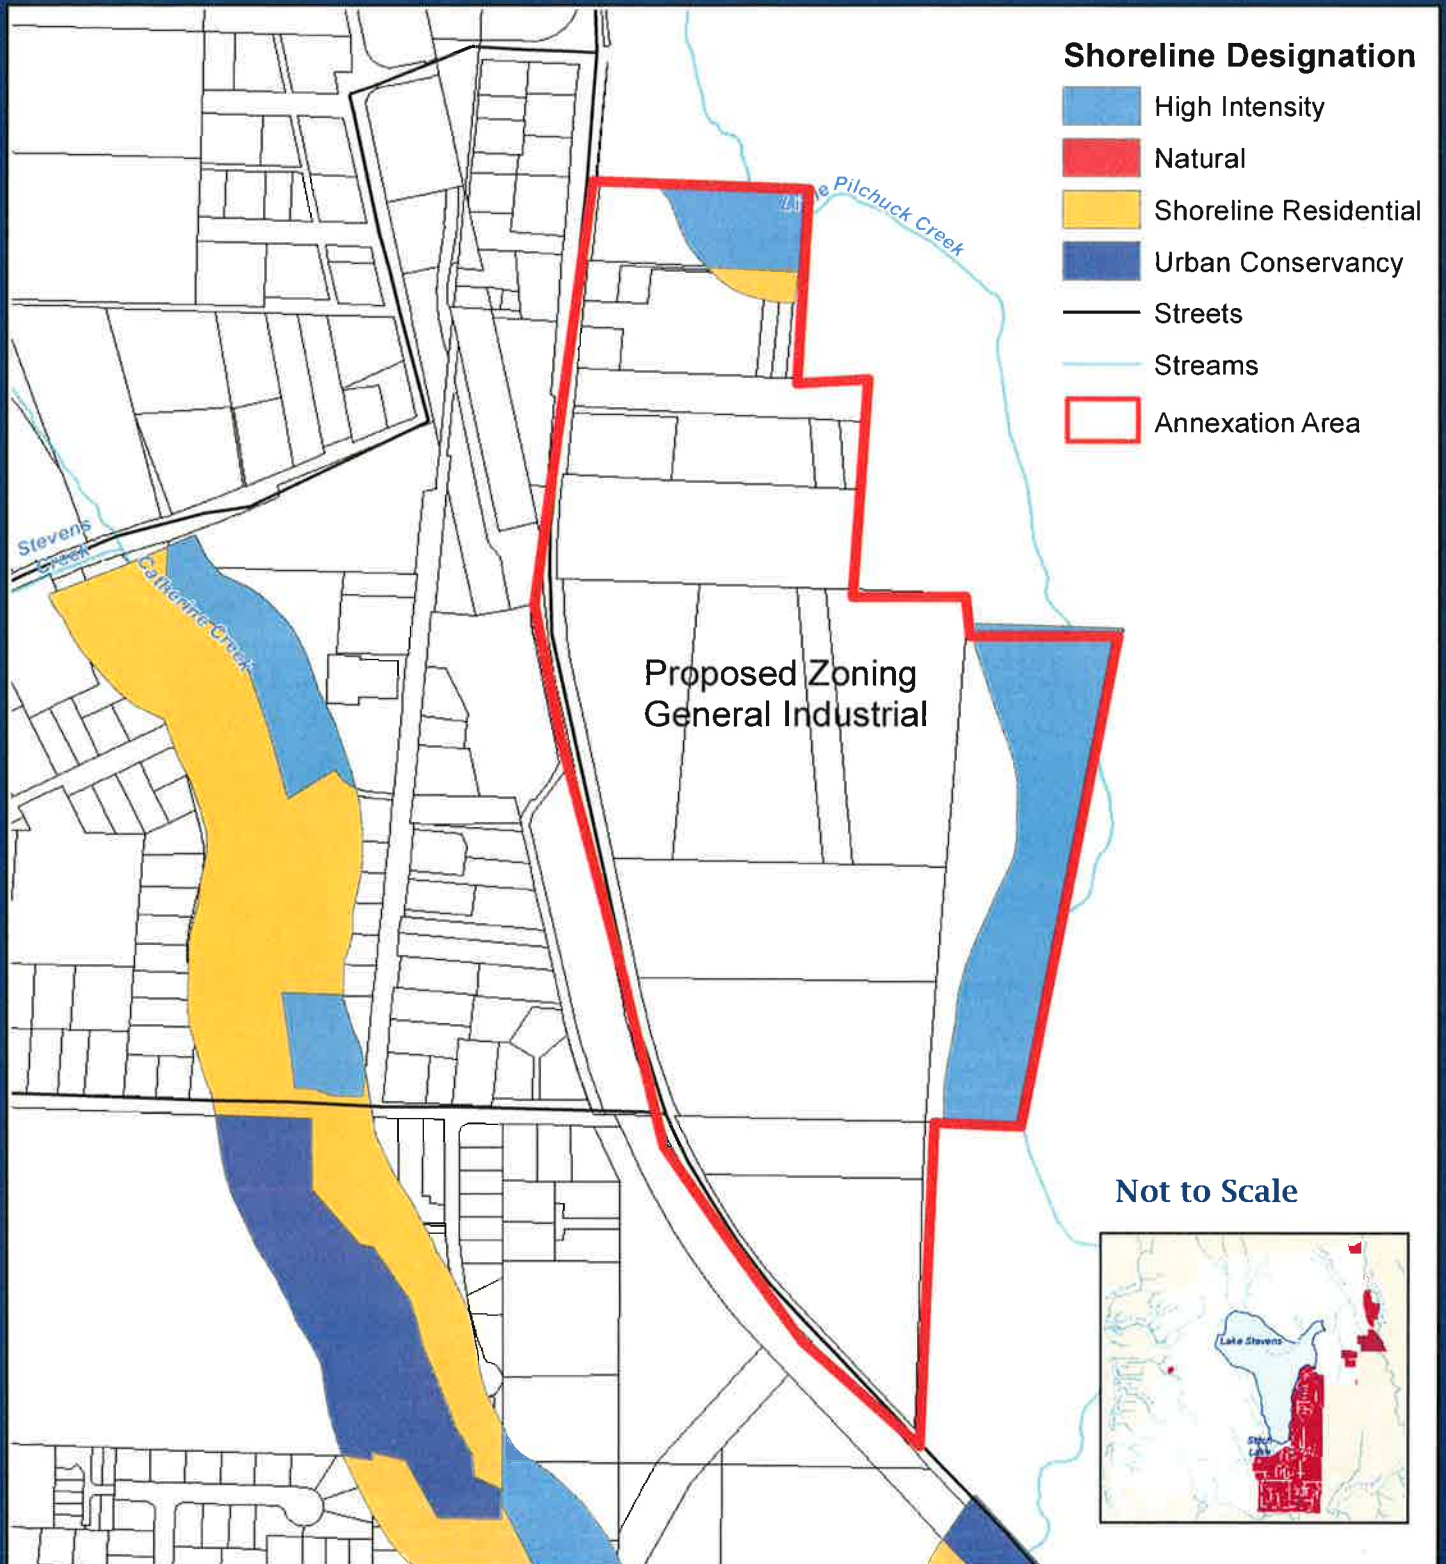 Shoreline Designation
High Intensity
Natural
Shoreline Residential
Urban Conservancy
Streets
Streams
Annexation Area
Pilchuck Creek
Stevens
Creek
Catherine Creek
Proposed Zoning
General Industrial
Not to Scale
Lake Stevens
Lake